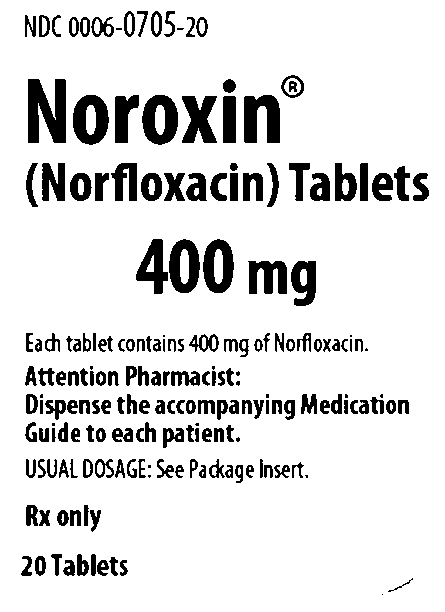 NDC 0006-0705-20
Noroxin®
(Norfloxacin) Tablets
400 mg
Each tablet contains 400 mg of Norfloxacin.
Attention Pharmacist:
Dispense the accompanying Medication
Guide to each patient.
USUAL DOSAGE: See Package Insert.
Rx only
20 Tablets